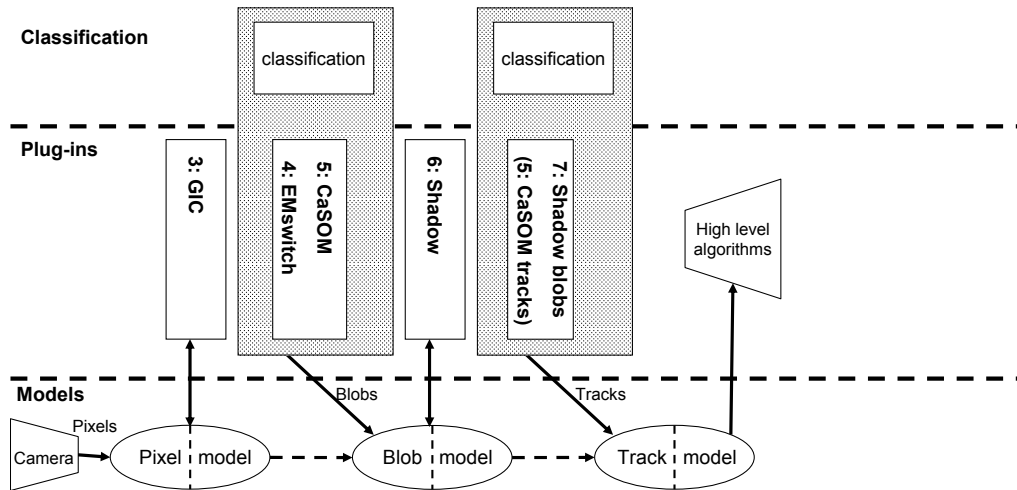 Classification
classification
classification
Plug-ins
3: GIC
5: CaSOM
4: EMswitch
6: Shadow
7: Shadow blobs
(5: CaSOM tracks)
High level
algorithms
Models
Pixels
Blobs
Tracks
Camera
Pixel model
Blob model
Track model